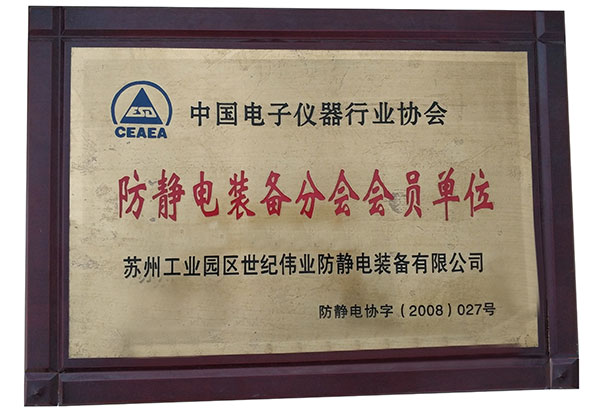 CEAEA
中国电子仪器行业协会
防静电装备分会会员单位
苏州工业园区世纪伟业防静电装备有限公司
防静电协字（2008）027号